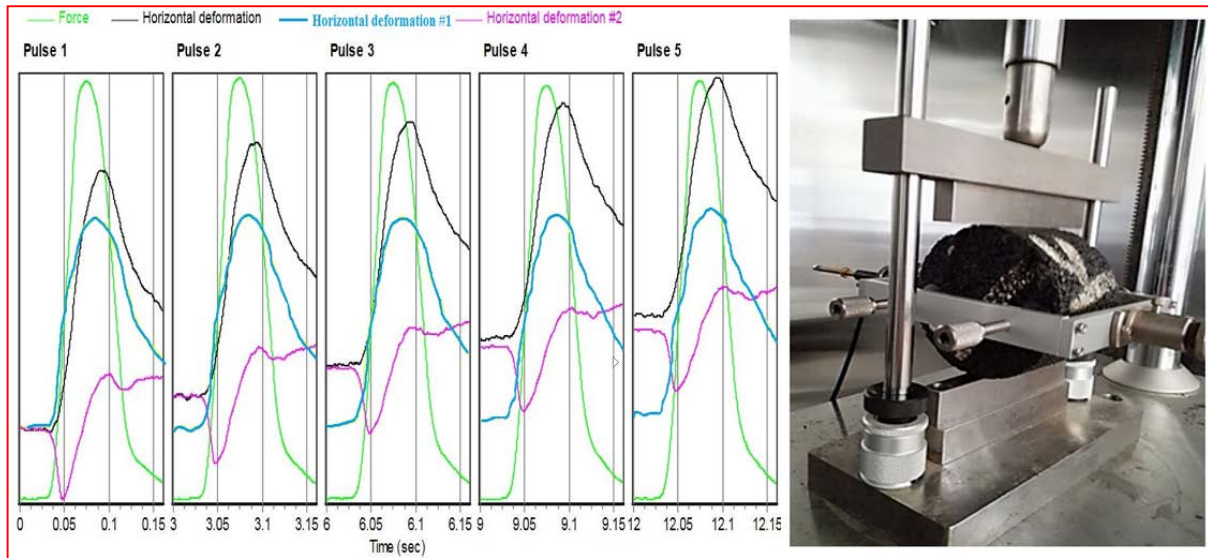 Force Horizontal deformation Horizontal deformation #1 Horizontal deformation #2
Pulse 1 Pulse 2 Pulse 3 Pulse 4 Pulse 5
0 0.05 0.1 0.15 3 3.05 3.1 3.15 6 6.05 6.1 6.15 9 9.05 9.1 9.15 12 12.05 12.1 12.15
Time (sec)